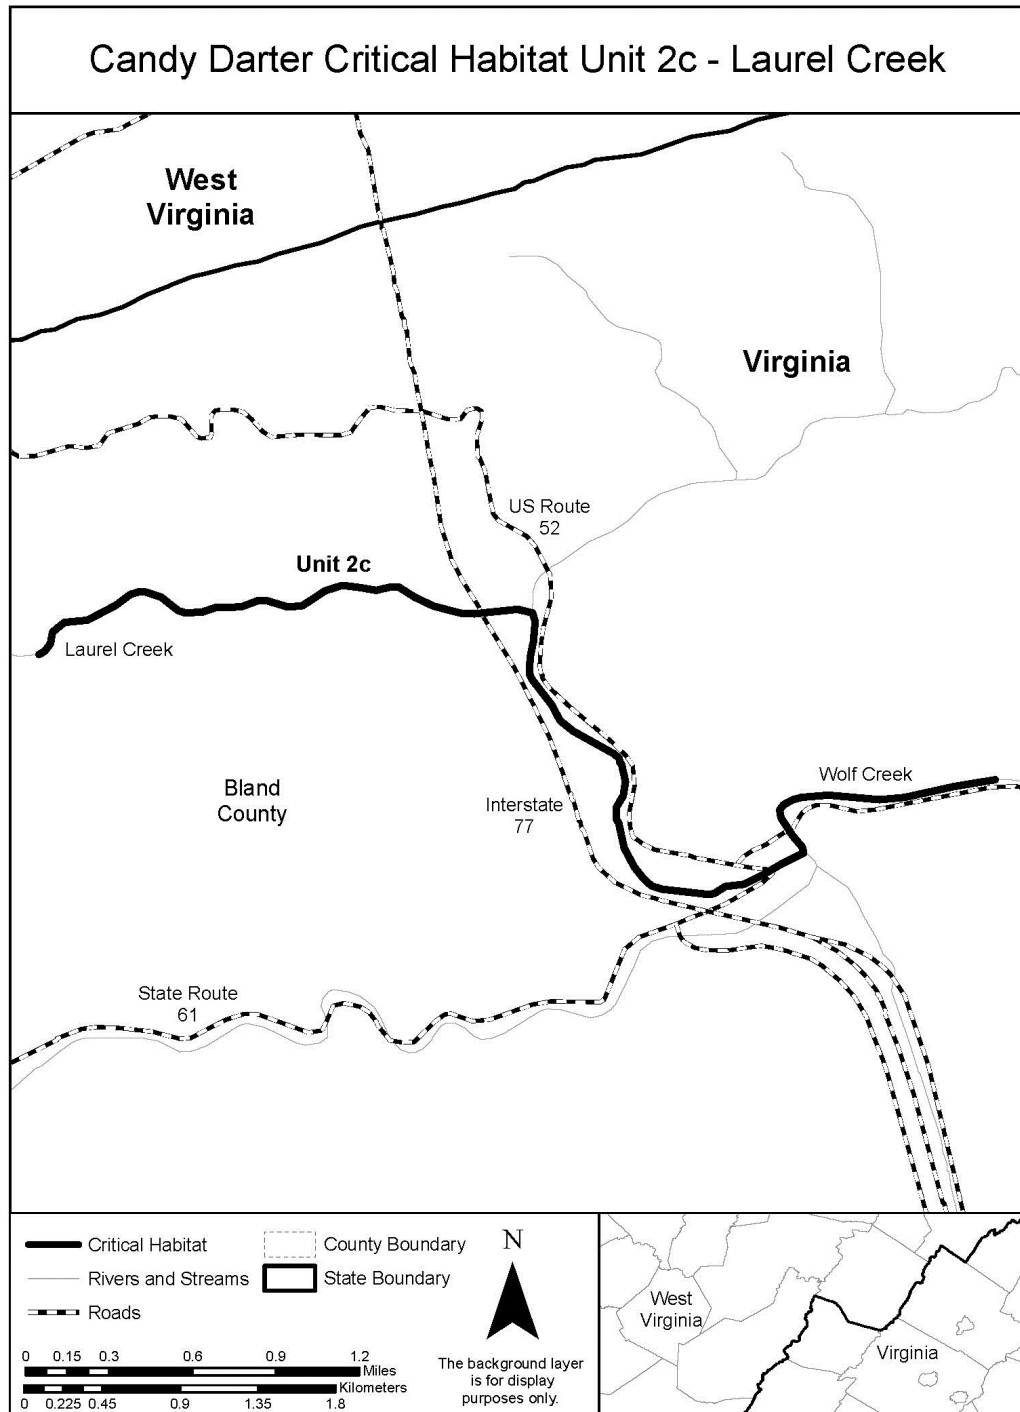 Candy Darter Critical Habitat Unit 2c - Laurel Creek
West
Virginia
Virginia
US Route
52
Unit 2c
Laurel Creek
Wolf Creek
Bland
County
Interstate
77
State Route
61
Critical Habitat
Rivers and Streams
Roads
County Boundary
State Boundary
N
0 0.15 0.3 0.6 0.9 1.2
Miles
Kilometers
0 0.225 0.45 0.9 1.35 1.8
The background layer
is for display
purposes only.
West
Virginia
Virginia